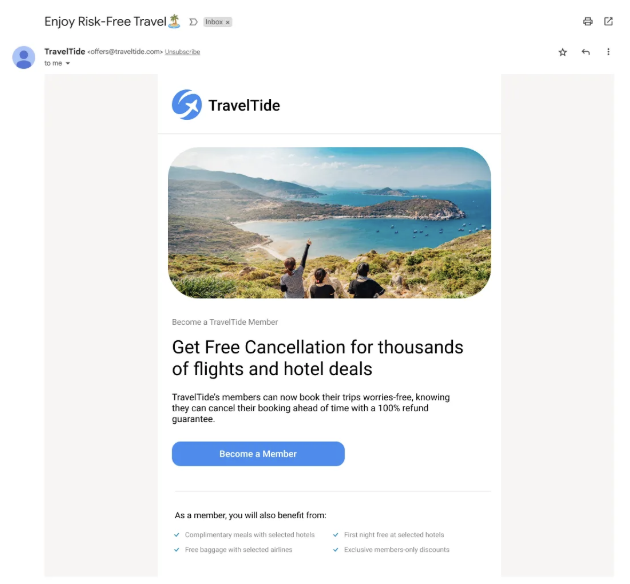 Enjoy Risk-Free Travel🏝️ Inbox x
TravelTide <offers@traveltide.com> Unsubscribe
to me
TravelTide
Become a TravelTide Member
Get Free Cancellation for thousands
of flights and hotel deals
TravelTide's members can now book their trips worries-free, knowing
they can cancel their booking ahead of time with a 100% refund
guarantee.
Become a Member
As a member, you will also benefit from:
Complimentary meals with selected hotels
First night free at selected hotels
Free baggage with selected airlines
Exclusive members-only discounts